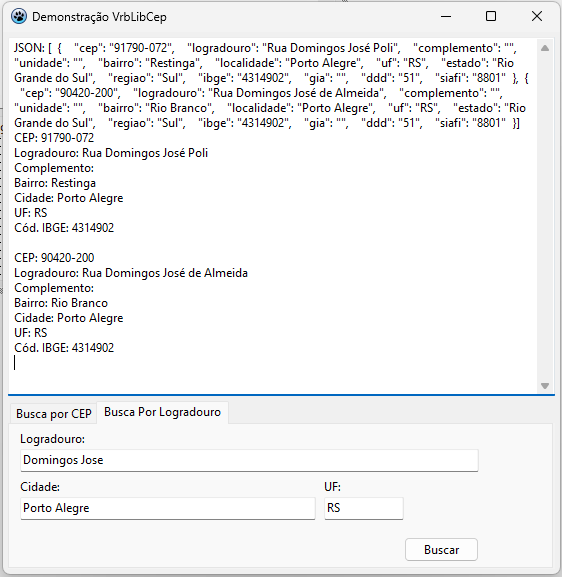 Demonstração VrbLibCep
JSON: [  {    "cep": "91790-072",    "logradouro": "Rua Domingos José Poli",    "complemento": "",
"unidade": "",    "bairro": "Restinga",    "localidade": "Porto Alegre",    "uf": "RS",    "estado": "Rio
Grande do Sul",    "regiao": "Sul",    "ibge": "4314902",    "gia": "",    "ddd": "51",    "siafi": "8801"  },  {
"cep": "90420-200",    "logradouro": "Rua Domingos José de Almeida",    "complemento": "",
"unidade": "",    "bairro": "Rio Branco",    "localidade": "Porto Alegre",    "uf": "RS",    "estado": "Rio
Grande do Sul",    "regiao": "Sul",    "ibge": "4314902",    "gia": "",    "ddd": "51",    "siafi": "8801"  }]
CEP: 91790-072
Logradouro: Rua Domingos José Poli
Complemento:
Bairro: Restinga
Cidade: Porto Alegre
UF: RS
Cód. IBGE: 4314902
CEP: 90420-200
Logradouro: Rua Domingos José de Almeida
Complemento:
Bairro: Rio Branco
Cidade: Porto Alegre
UF: RS
Cód. IBGE: 4314902
Busca por CEP Busca Por Logradouro
Logradouro:
Domingos Jose
Cidade: UF:
Porto Alegre RS
Buscar